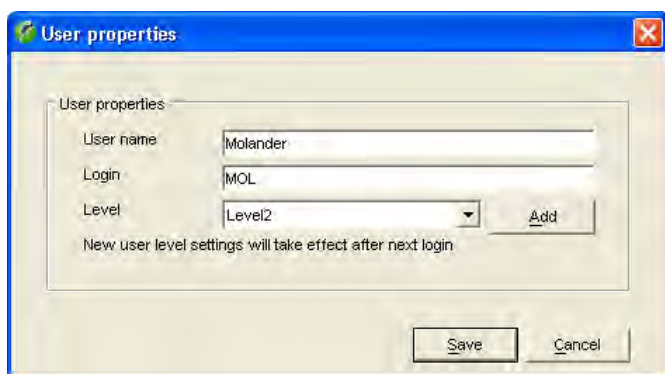 User properties
User properties
User name Molander
Login MOL
Level Level2 Add
New user level settings will take effect after next login
Save Cancel